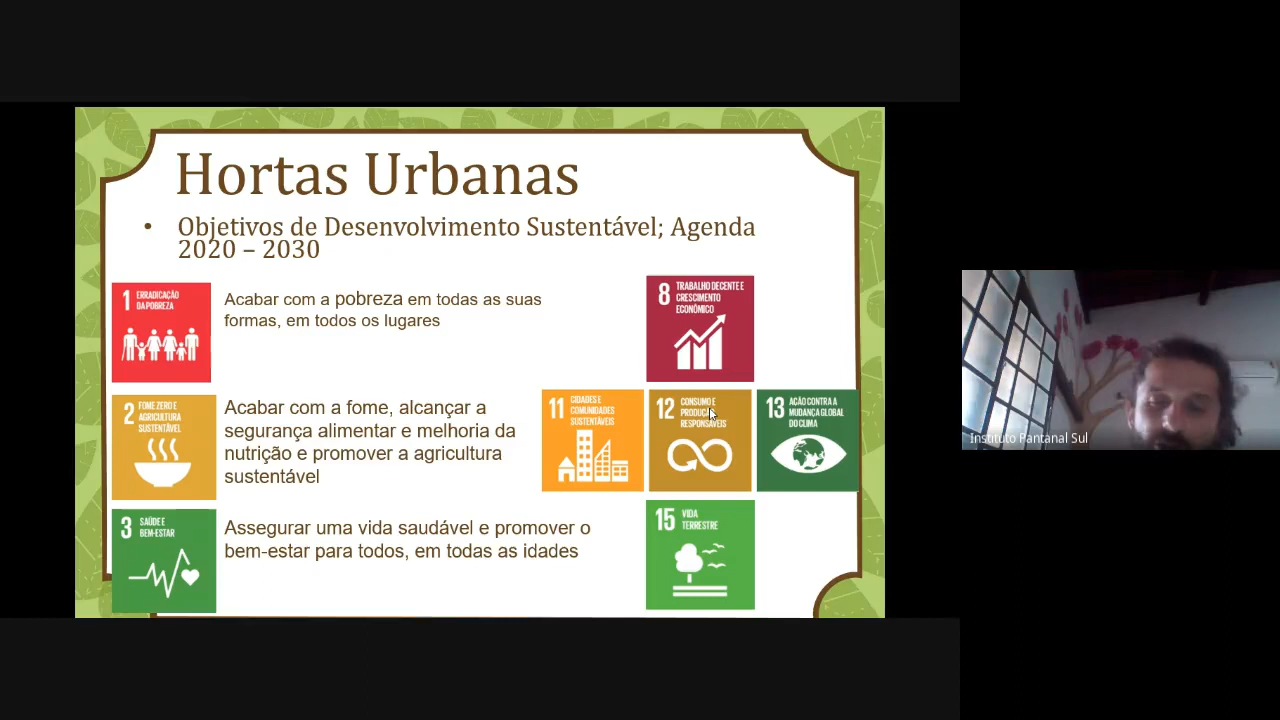 Hortas Urbanas
• Objetivos de Desenvolvimento Sustentável; Agenda
2020 – 2030
1 ERRADICAÇÃO
DA POBREZA
Acabar com a pobreza em todas as suas
formas, em todos os lugares
2 FOME ZERO E
AGRICULTURA
SUSTENTÁVEL
Acabar com a fome, alcançar a
segurança alimentar e melhoria da
nutrição e promover a agricultura
sustentável
3 SAÚDE E
BEM-ESTAR
Assegurar uma vida saudável e promover o
bem-estar para todos, em todas as idades
8 TRABALHO DECENTE E
CRESCIMENTO
ECONÔMICO
11 CIDADES E
COMUNIDADES
SUSTENTÁVEIS
12 CONSUMO E
PRODUÇÃO
RESPONSÁVEIS
13 AÇÃO CONTRA A
MUDANÇA GLOBAL
DO CLIMA
15 VIDA
TERRESTRE
Instituto Pantanal Sul